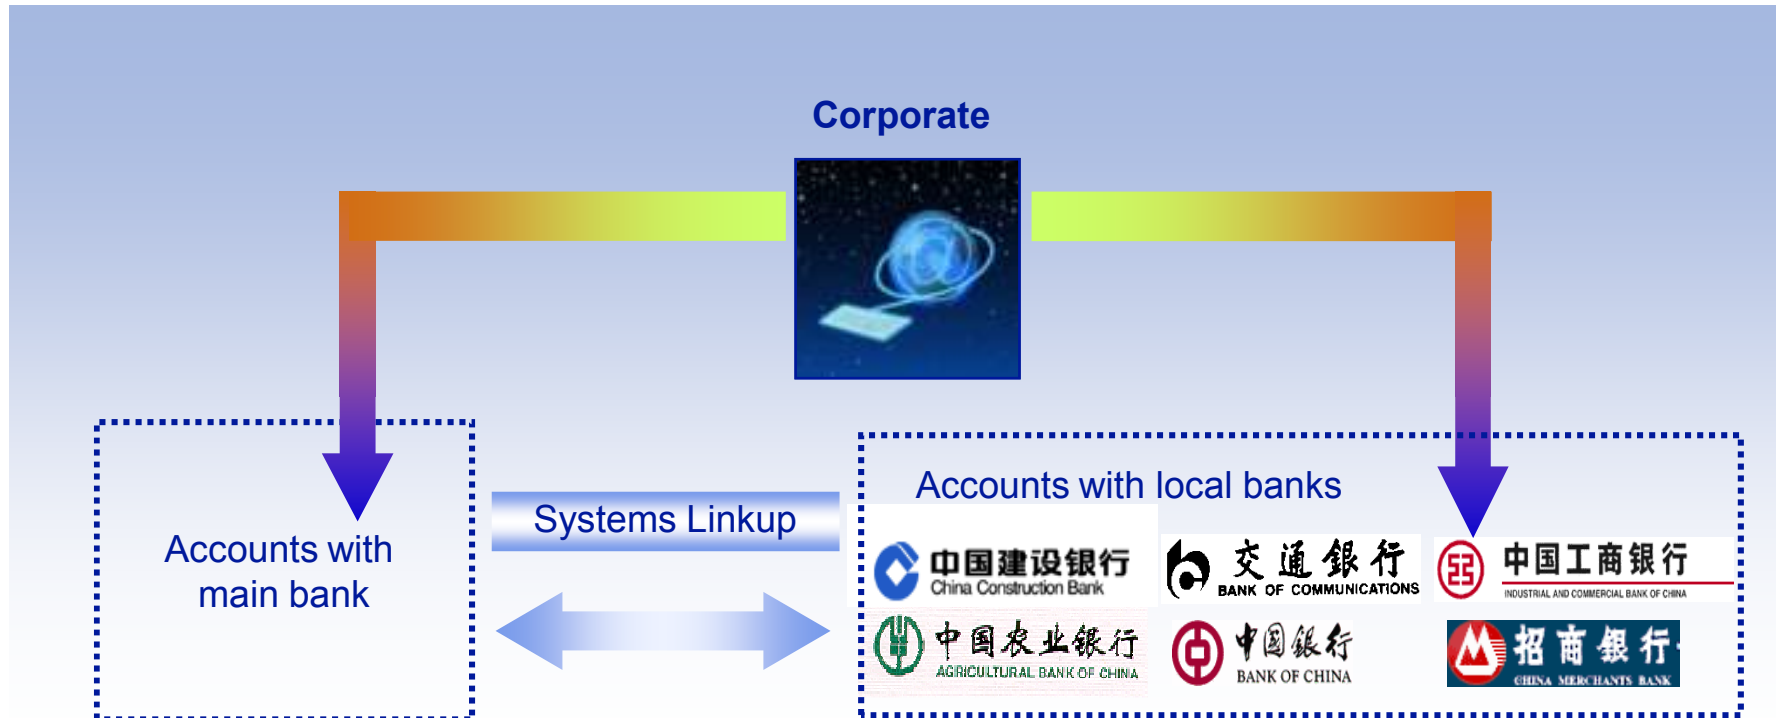 Corporate
Accounts with local banks
Systems Linkup
Accounts with
main bank
中国建设银行
China Construction Bank
交通銀行
BANK OF COMMUNICATIONS
中国工商银行
INDUSTRIAL AND COMMERCIAL BANK OF CHINA
中国农业银行
AGRICULTURAL BANK OF CHINA
中國銀行
BANK OF CHINA
招商银行
CHINA MERCHANTS BANK